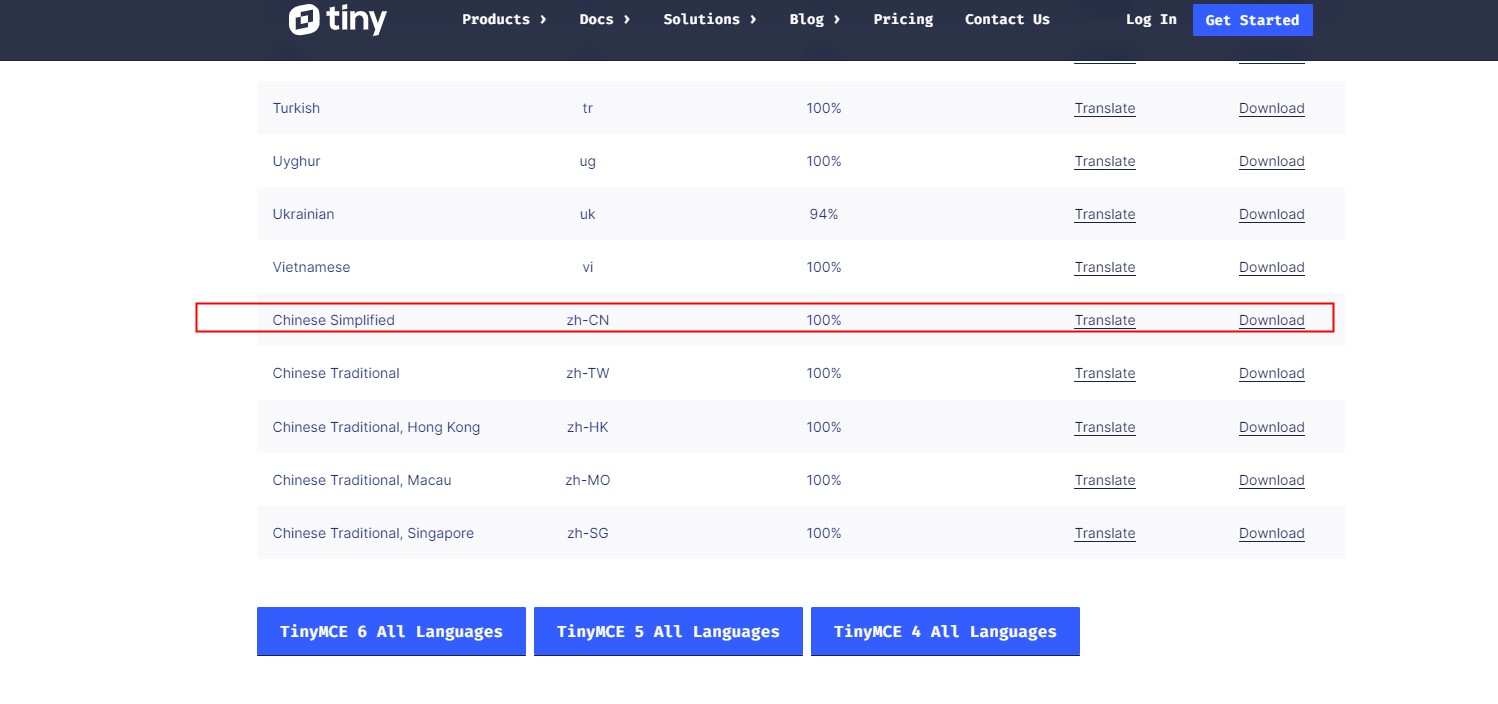 tiny Products › Docs › Solutions › Blog › Pricing Contact Us Log In Get Started
Turkish tr 100% Translate Download
Uyghur ug 100% Translate Download
Ukrainian uk 94% Translate Download
Vietnamese vi 100% Translate Download
Chinese Simplified zh-CN 100% Translate Download
Chinese Traditional zh-TW 100% Translate Download
Chinese Traditional, Hong Kong zh-HK 100% Translate Download
Chinese Traditional, Macau zh-MO 100% Translate Download
Chinese Traditional, Singapore zh-SG 100% Translate Download
TinyMCE 6 All Languages TinyMCE 5 All Languages TinyMCE 4 All Languages